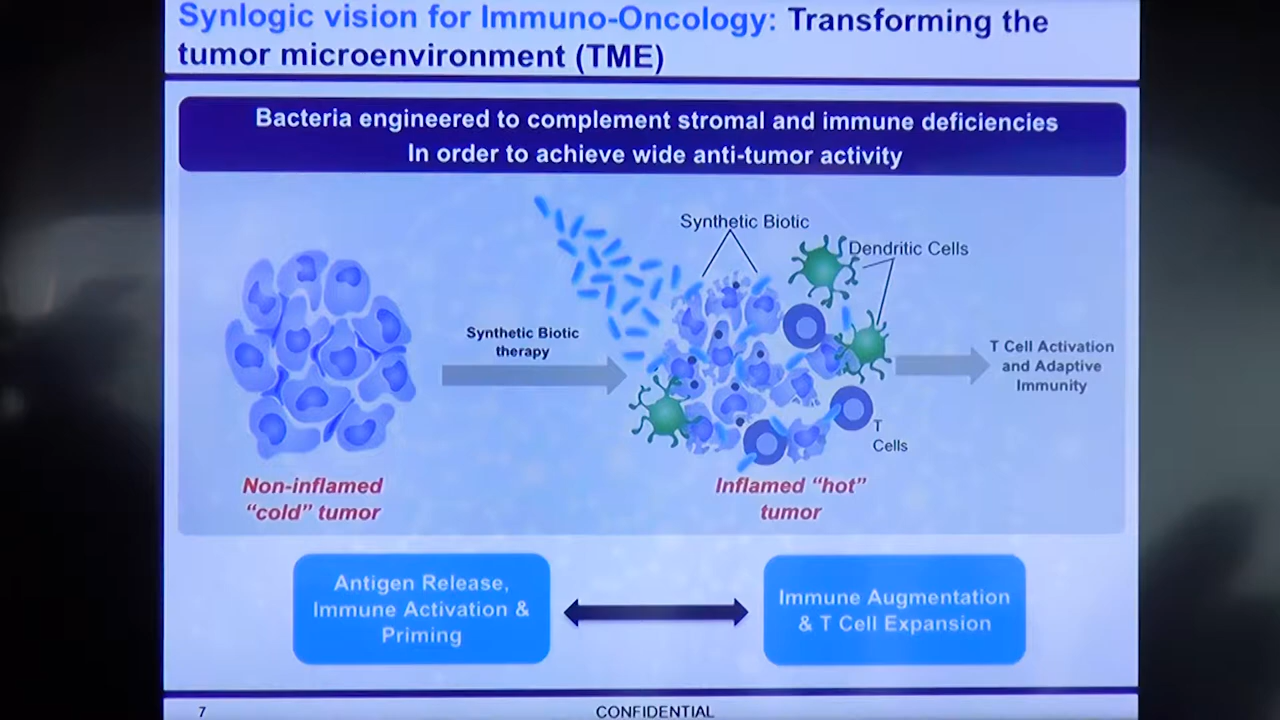 Synlogic vision for Immuno-Oncology: Transforming the
tumor microenvironment (TME)
Bacteria engineered to complement stromal and immune deficiencies
In order to achieve wide anti-tumor activity
Synthetic Biotic
Dendritic Cells
Synthetic Biotic
therapy
T Cell Activation
and Adaptive
Immunity
T
Cells
Non-inflamed
“cold” tumor
Inflamed “hot”
tumor
Antigen Release,
Immune Activation &
Priming
Immune Augmentation
& T Cell Expansion
7
CONFIDENTIAL